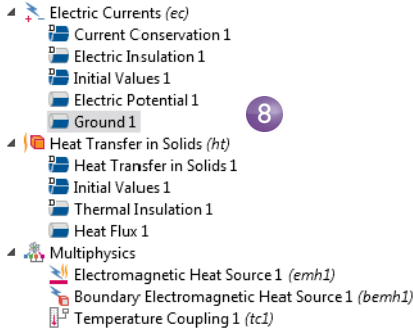 Electric Currents (ec)
Current Conservation 1
Electric Insulation 1
Initial Values 1
Electric Potential 1
Ground 1
8
Heat Transfer in Solids (ht)
Heat Transfer in Solids 1
Initial Values 1
Thermal Insulation 1
Heat Flux 1
Multiphysics
Electromagnetic Heat Source 1 (emh1)
Boundary Electromagnetic Heat Source 1 (bemh1)
Temperature Coupling 1 (tc1)